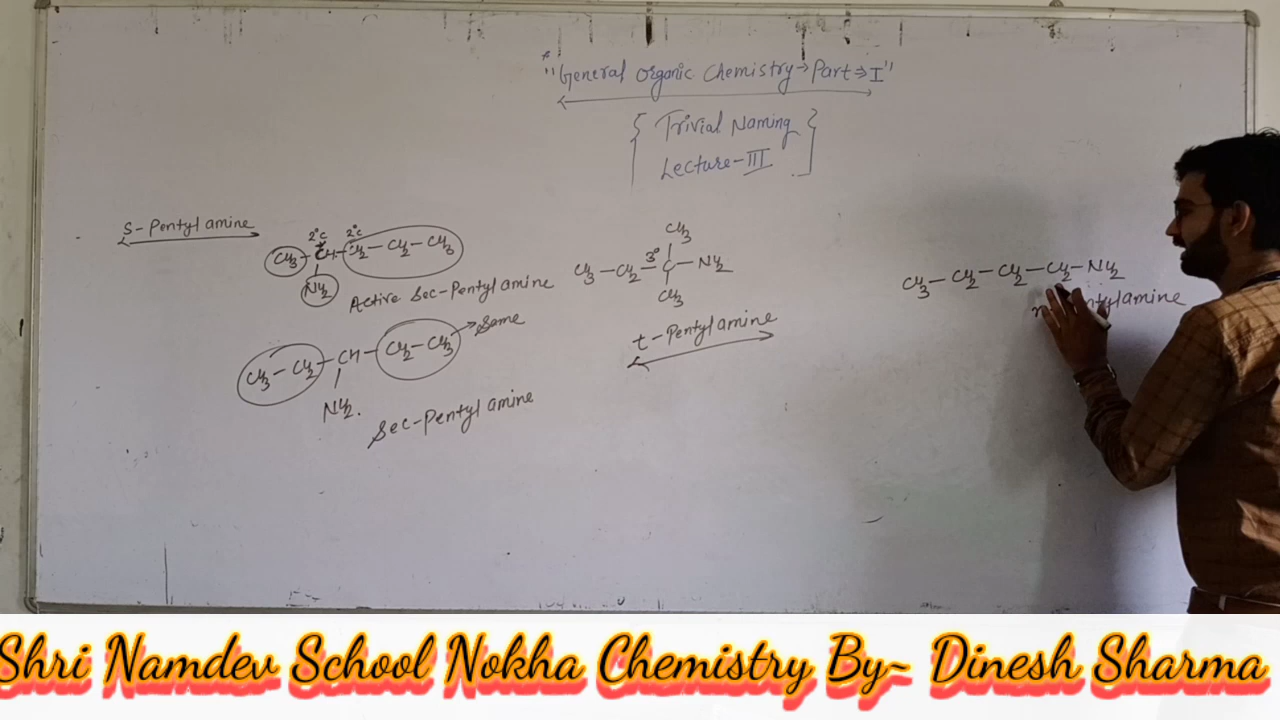 "General Organic Chemistry→Part⇒I"
{ Trivial Naming }
Lecture-III
S-Pentyl amine
2°C 2°C
CH3-CH-CH2-CH2-CH3
NH2
Active Sec-Pentyl amine
CH3-CH2-CH-CH2-CH3 → Same
NH2.
Sec-Pentyl amine
CH3
CH3-CH2-3°C-NH2
CH3
t-Pentylamine
CH3-CH2-CH2-CH2-NH2
ntylamine
Shri Namdev School Nokha Chemistry By~ Dinesh Sharma